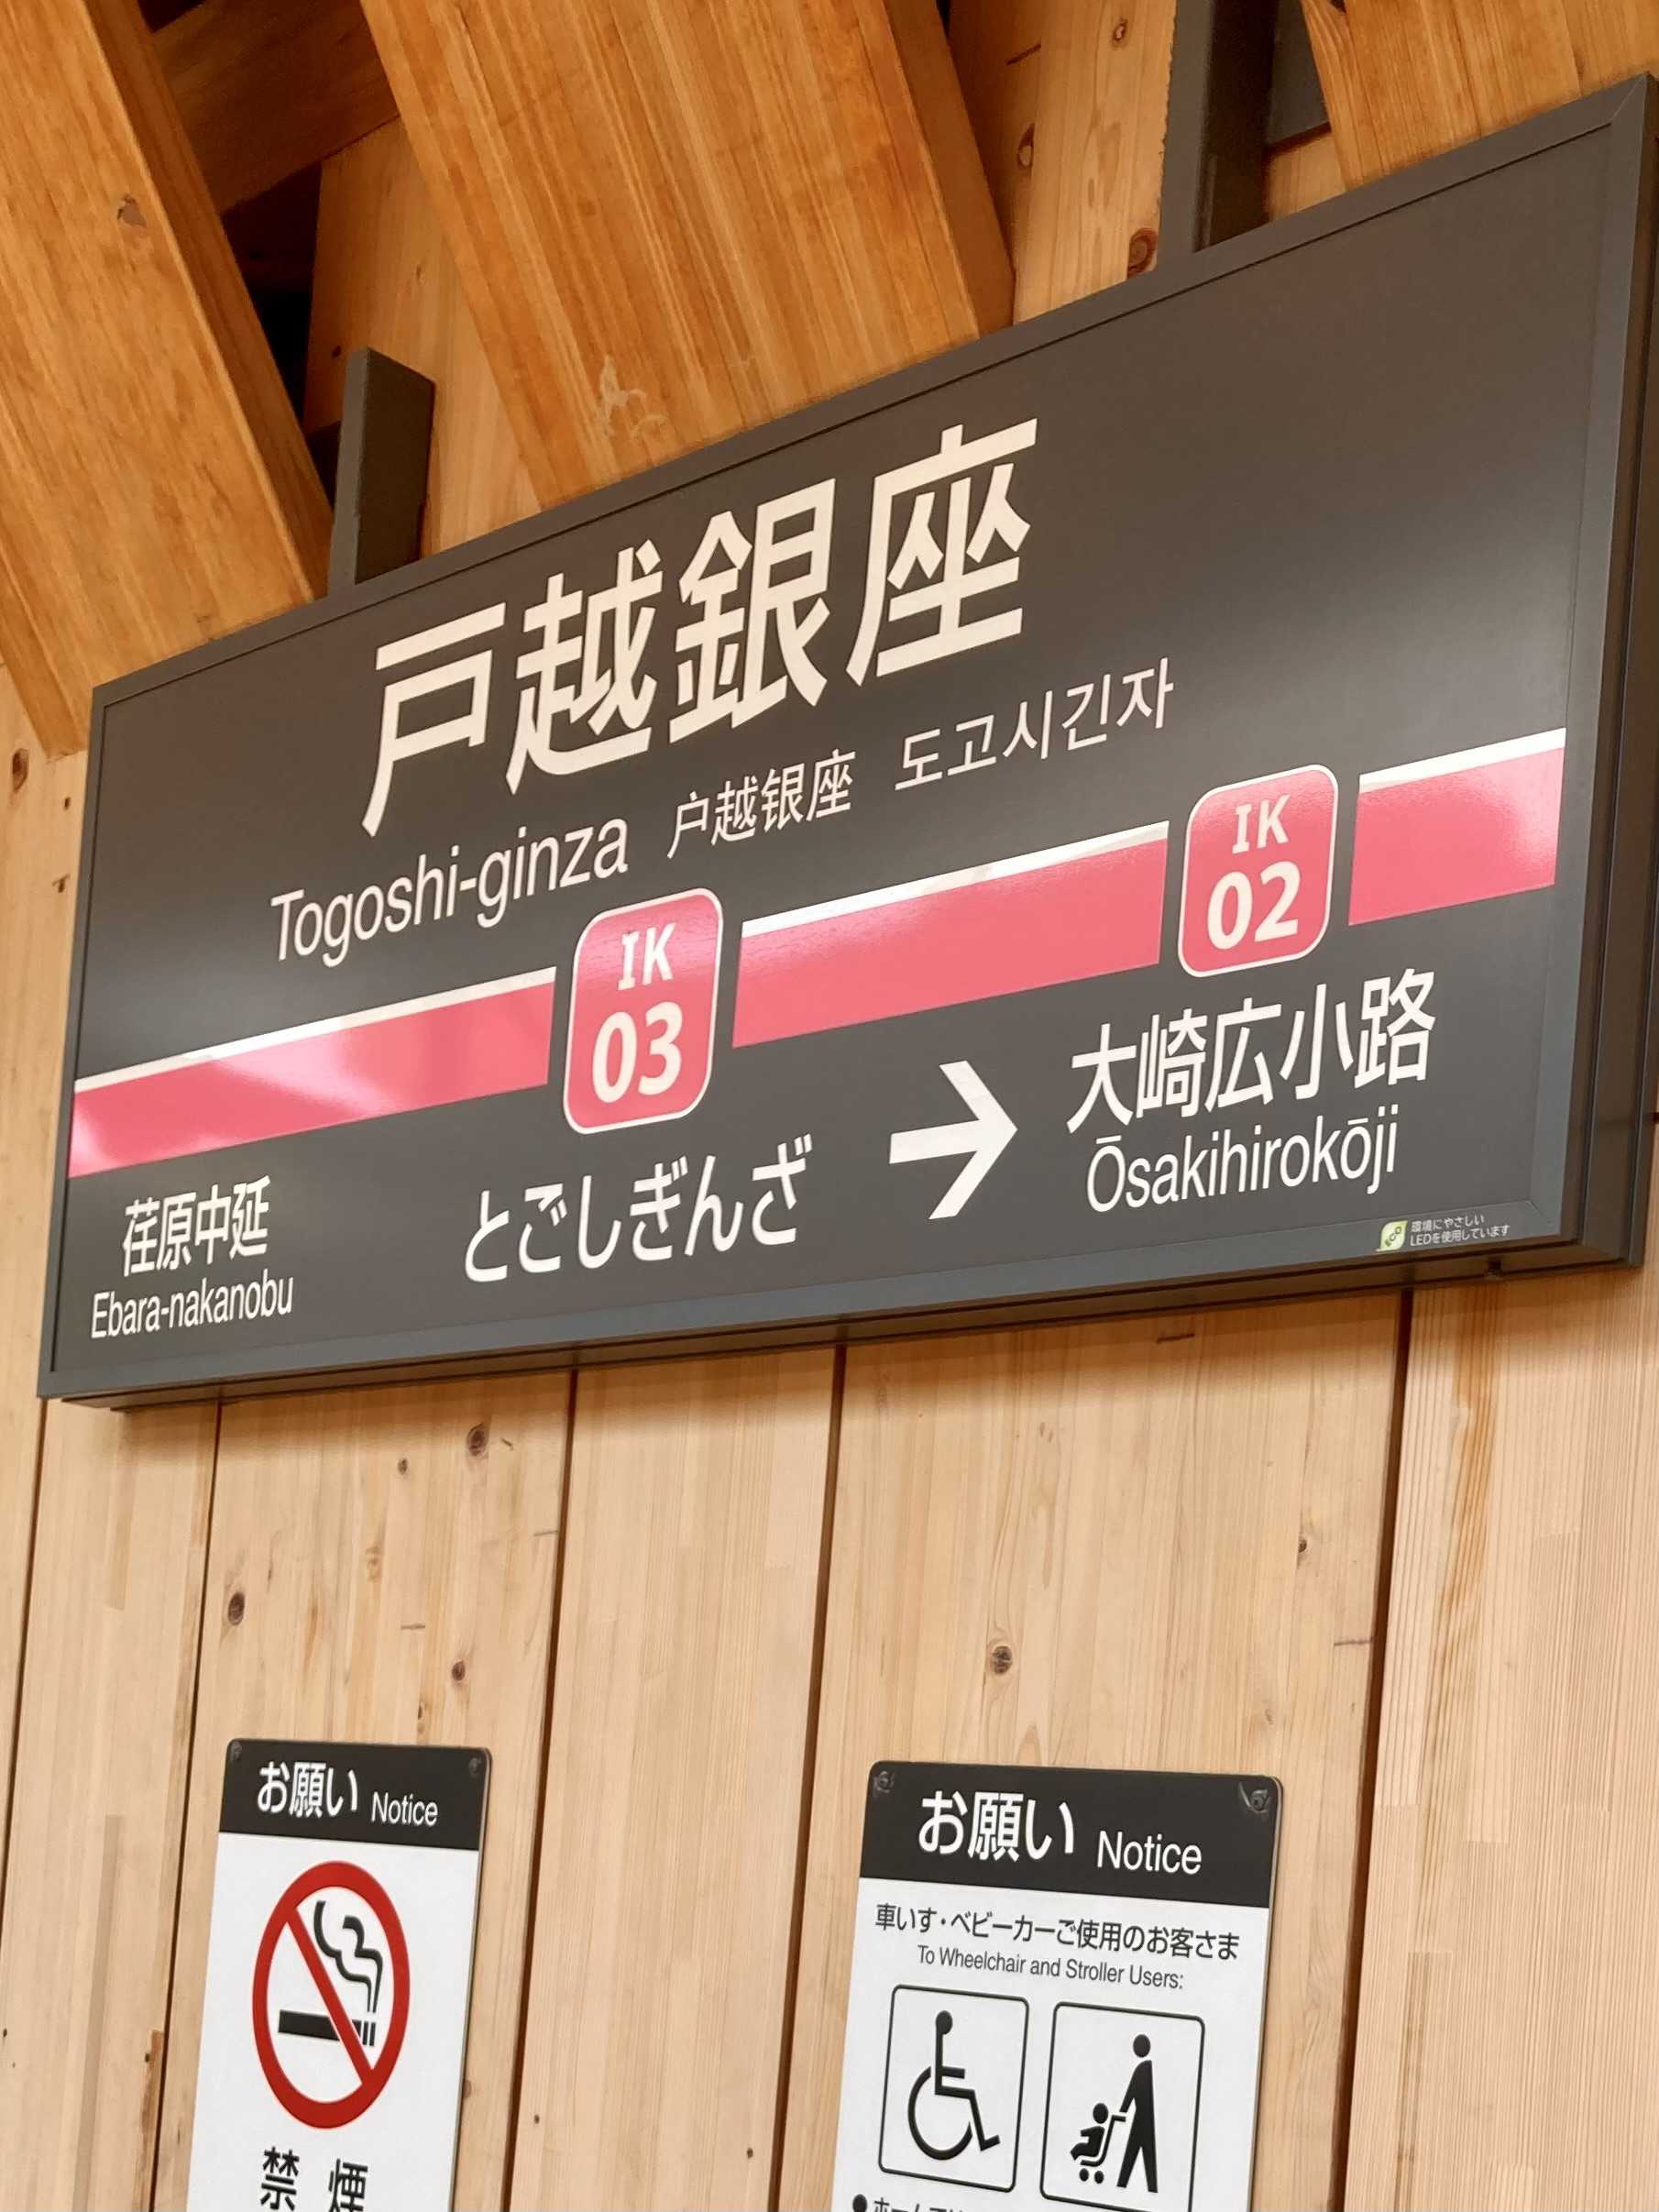 戸越銀座
Togoshi-ginza 户越银座 도고시긴자
IK
03
IK
02
荏原中延
Ebara-nakanobu
とごしぎんざ
→
大崎広小路
Ōsakihirokōji
eco
環境にやさしい
LEDを使用しています
お願い Notice
禁煙
お願い Notice
車いす・ベビーカーご使用のお客さま
To Wheelchair and Stroller Users: